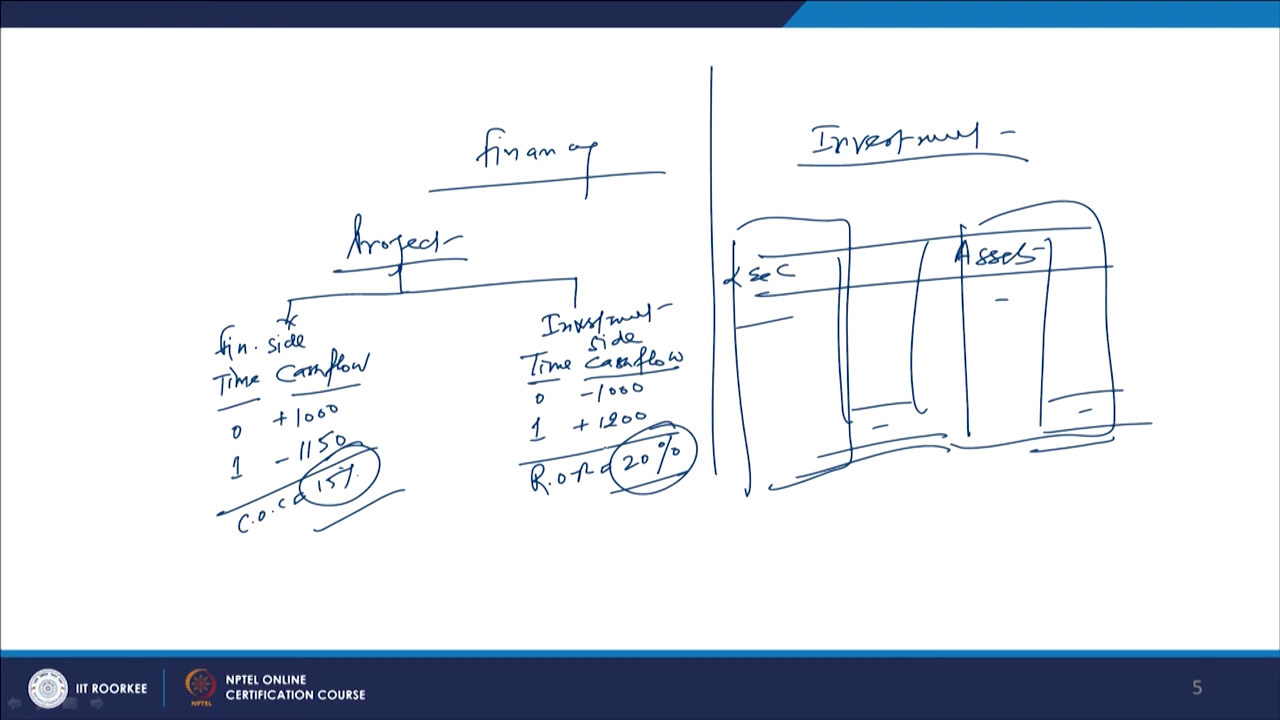 Financing
Project
Fin. side
Time Cashflow
0 +1000
1 -1150
C.O.C = 15%
Investment
side
Time Cashflow
0 -1000
1 +1200
R.O.R = 20%
Investment -
Assets
IIT ROORKEE
NPTEL ONLINE
CERTIFICATION COURSE
5